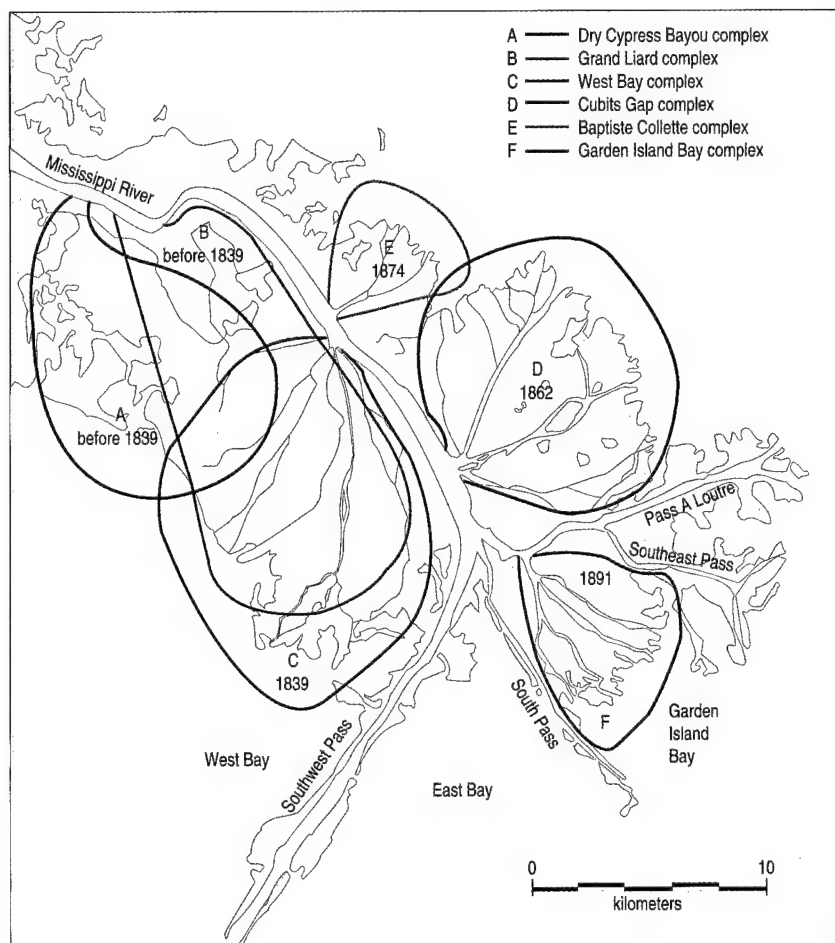 A Dry Cypress Bayou complex
B Grand Liard complex
C West Bay complex
D Cubits Gap complex
E Baptiste Collette complex
F Garden Island Bay complex
Mississippi River
B
before 1839
E
1874
D
1862
A
before 1839
Pass A Loutre
Southeast Pass
1891
C
1839
F
South Pass
Garden
Island
Bay
West Bay
Southwest Pass
East Bay
0 10
kilometers